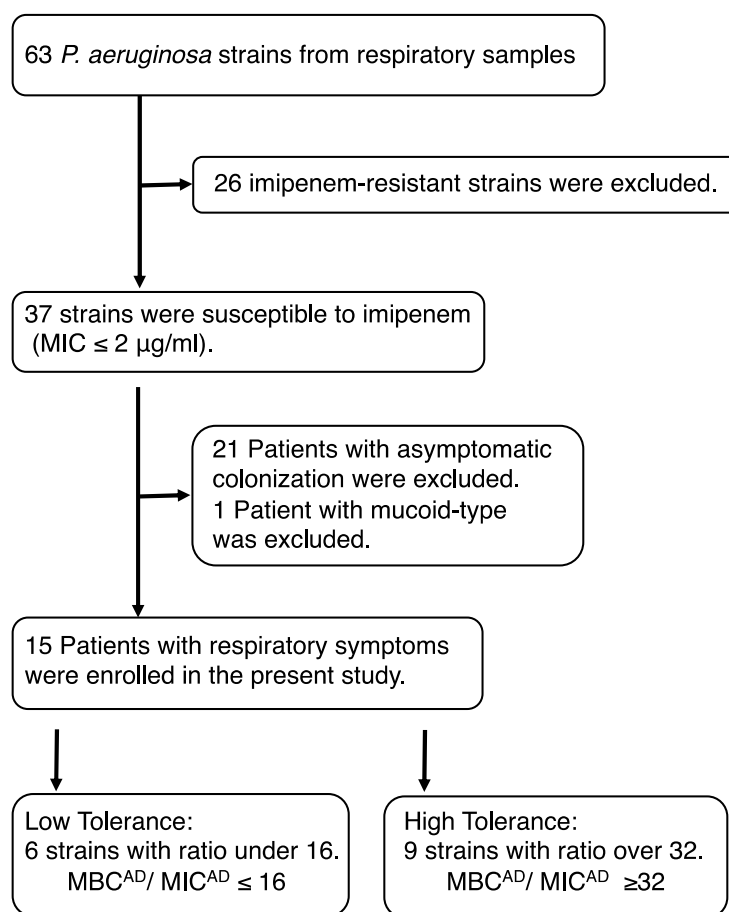 63 P. aeruginosa strains from respiratory samples
26 imipenem-resistant strains were excluded.
37 strains were susceptible to imipenem
(MIC ≤ 2 μg/ml).
21 Patients with asymptomatic
colonization were excluded.
1 Patient with mucoid-type
was excluded.
15 Patients with respiratory symptoms
were enrolled in the present study.
Low Tolerance:
6 strains with ratio under 16.
MBC^AD/ MIC^AD ≤ 16
High Tolerance:
9 strains with ratio over 32.
MBC^AD/ MIC^AD ≥32